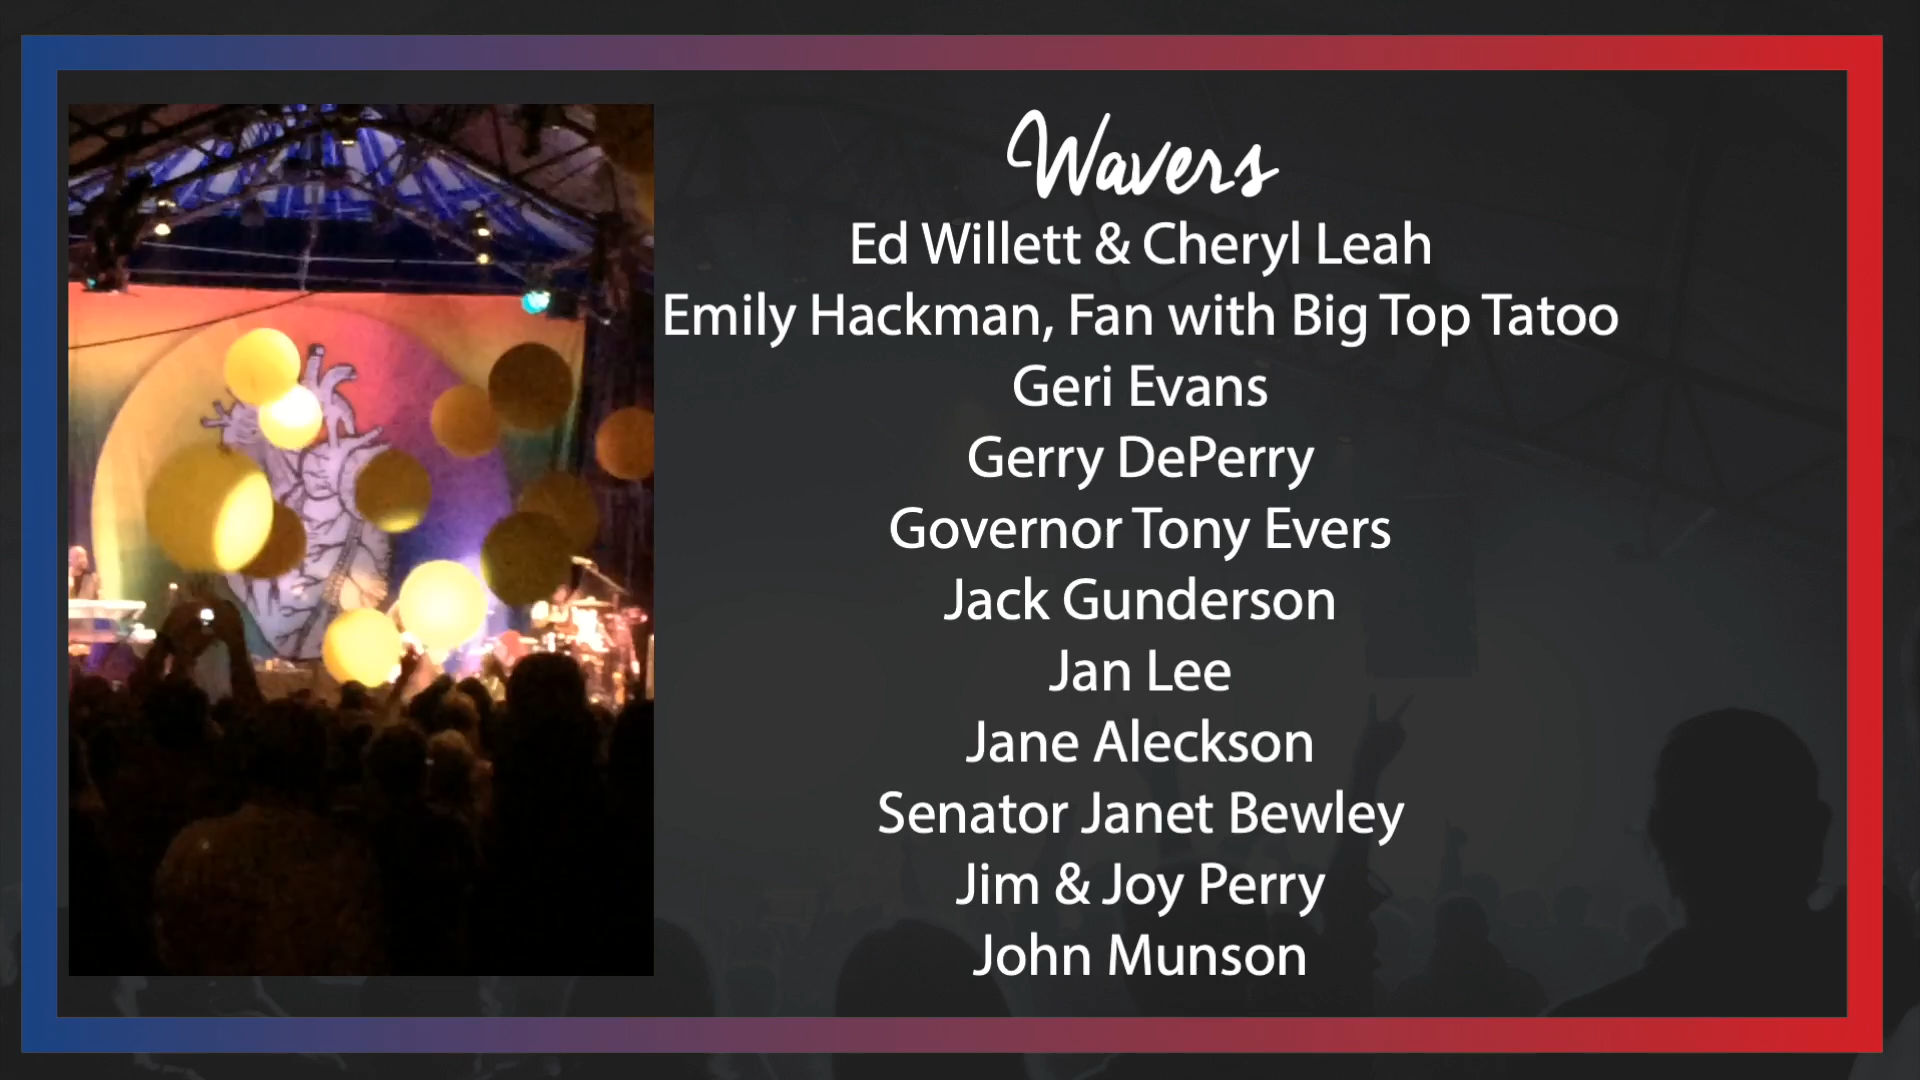 Wavers
Ed Willett & Cheryl Leah
Emily Hackman, Fan with Big Top Tatoo
Geri Evans
Gerry DePerry
Governor Tony Evers
Jack Gunderson
Jan Lee
Jane Aleckson
Senator Janet Bewley
Jim & Joy Perry
John Munson